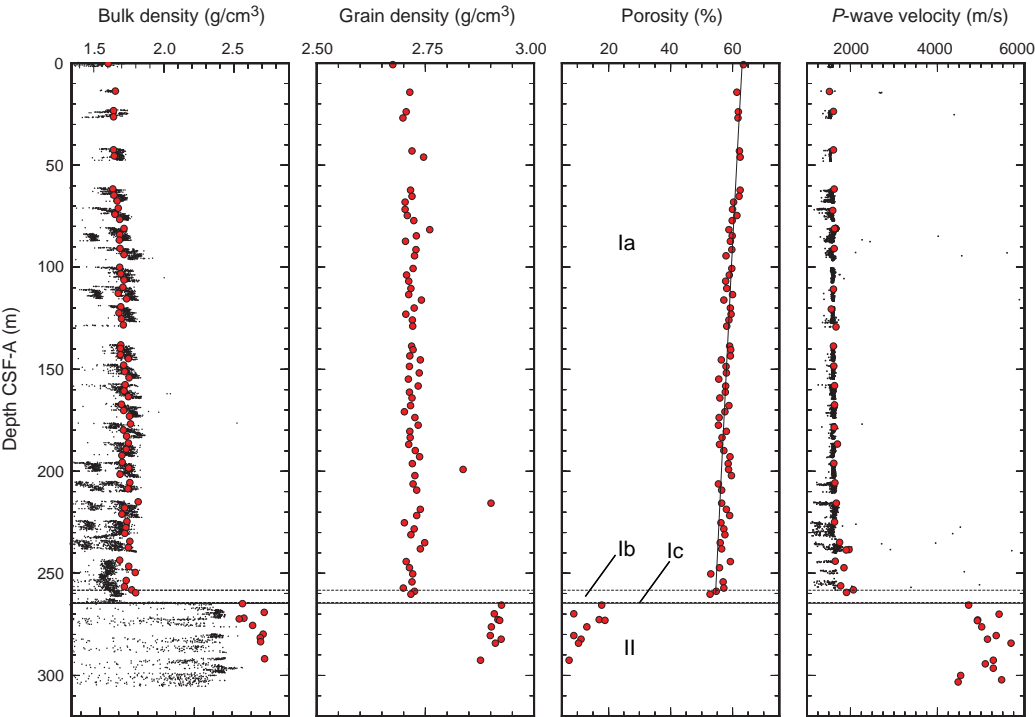 Bulk density (g/cm3) Grain density (g/cm3) Porosity (%) P-wave velocity (m/s)
1.5 2.0 2.5 2.50 2.75 3.00 20 40 60 2000 4000 6000
0
50
Ia
100
Depth CSF-A (m)
150
200
Ib Ic
250
II
300